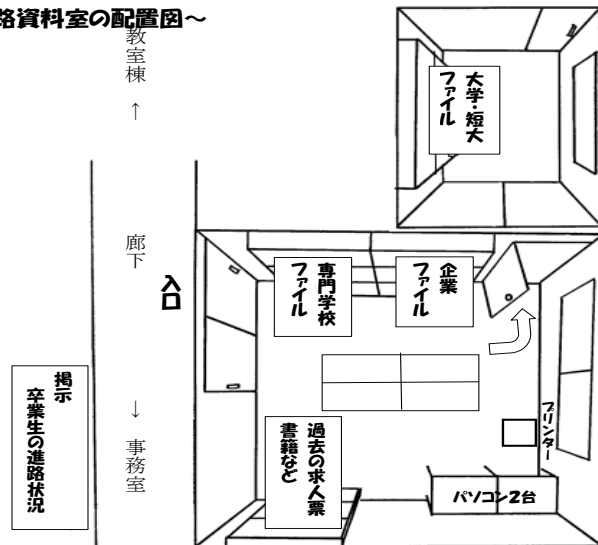 路資料室の配置図～
教室棟
↑
大学・短大
ファイル
廊下
入口
専門学校
ファイル
企業
ファイル
掲示
卒業生の進路状況
↓
事務室
過去の求人票
書籍など
プリンター
パソコン2台